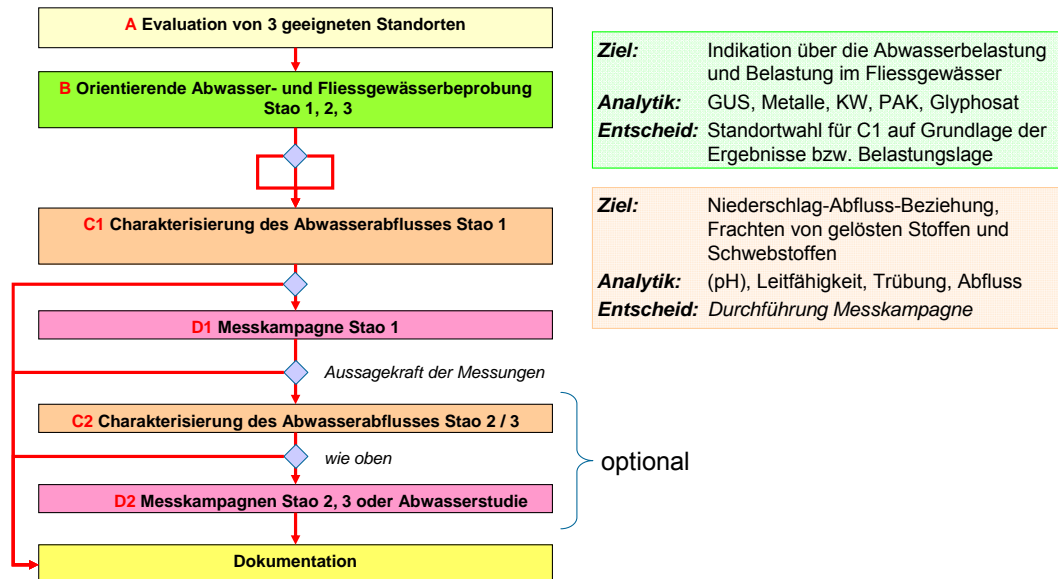 A Evaluation von 3 geeigneten Standorten
B Orientierende Abwasser- und Fliessgewässerbeprobung
Stao 1, 2, 3
C1 Charakterisierung des Abwasserabflusses Stao 1
D1 Messkampagne Stao 1
Aussagekraft der Messungen
C2 Charakterisierung des Abwasserabflusses Stao 2 / 3
wie oben
D2 Messkampagnen Stao 2, 3 oder Abwasserstudie
Dokumentation
optional
Ziel: Indikation über die Abwasserbelastung
und Belastung im Fliessgewässer
Analytik: GUS, Metalle, KW, PAK, Glyphosat
Entscheid: Standortwahl für C1 auf Grundlage der
Ergebnisse bzw. Belastungslage
Ziel: Niederschlag-Abfluss-Beziehung,
Frachten von gelösten Stoffen und
Schwebstoffen
Analytik: (pH), Leitfähigkeit, Trübung, Abfluss
Entscheid: Durchführung Messkampagne